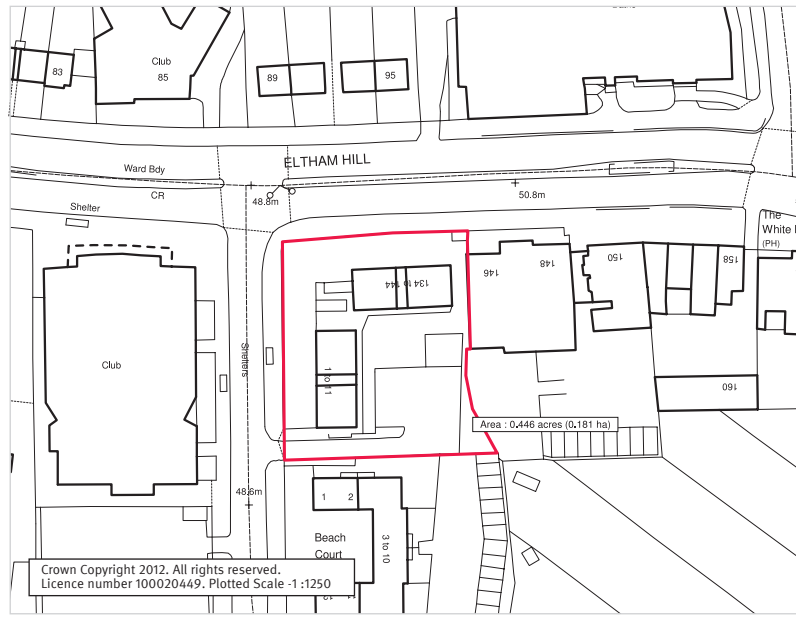 83
Club
85
89
95
ELTHAM HILL
Ward Bdy
CR
48.8m
50.8m
Shelter
The
White
(PH)
134 to 144
146
148
150
158
Shelters
Club
1 to 11
160
Area : 0.446 acres (0.181 ha)
48.6m
1
2
3 to 10
Beach
Court
Crown Copyright 2012. All rights reserved.
Licence number 100020449. Plotted Scale -1 :1250